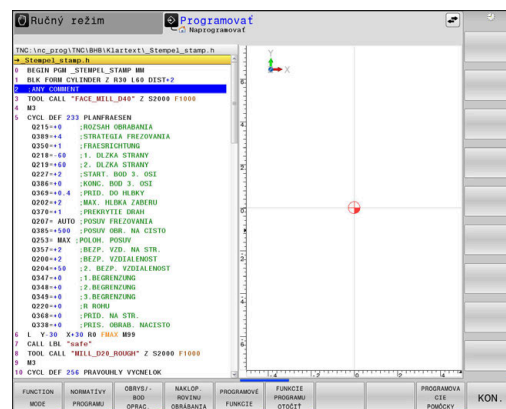 Ručný režim
Programovať
Naprogramovať
TNC:\nc_prog\TNC\BHB\Klartext\_Stempel_stamp.h
→_Stempel_stamp.h
0 BEGIN PGM _STEMPEL_STAMP MM
1 BLK FORM CYLINDER Z R30 L60 DIST+2
2 ;ANY COMMENT
3 TOOL CALL "FACE_MILL_D40" Z S2000 F1000
4 M3
5 CYCL DEF 233 PLANFRAESEN
Q215=+0 ;ROZSAH OBRABANIA
Q389=+4 ;STRATEGIA FREZOVANIA
Q350=+1 ;FRAESRICHTUNG
Q218=-60 ;1. DLZKA STRANY
Q219=+60 ;2. DLZKA STRANY
Q227=+2 ;START. BOD 3. OSI
Q386=+0 ;KONC. BOD 3. OSI
Q369=+0.4 ;PRID. DO HLBKY
Q202=+2 ;MAX. HLBKA ZABERU
Q370=+1 ;PREKRYTIE DRAH
Q207= AUTO ;POSUV FREZOVANIA
Q385=+500 ;POSUV OBR. NA CISTO
Q253= MAX ;POLOH. POSUV
Q357=+2 ;BEZP. VZD. NA STR.
Q200=+2 ;BEZP. VZDIALENOST
Q204=+50 ;2. BEZP. VZDIALENOST
Q347=+0 ;1.BEGRENZUNG
Q348=+0 ;2.BEGRENZUNG
Q349=+0 ;3.BEGRENZUNG
Q220=+0 ;R ROHU
Q368=+0 ;PRID. NA STR.
Q338=+0 ;PRIS. OBRAB. NACISTO
6 L Y-30 X+30 R0 FMAX M99
7 CALL LBL "safe"
8 TOOL CALL "MILL_D20_ROUGH" Z S2000 F1000
9 M3
10 CYCL DEF 256 PRAVOUHLY VYCNELOK
Y
X
FUNCTION MODE
NORMATÍVY PROGRAMU
OBRYS/- BOD OPRAC.
NAKLOP. ROVINU OBRÁBANIA
PROGRAMOVÉ FUNKCIE
FUNKCIE PROGRAMU OTOČIŤ
PROGRAMOVA CIE POMÔCKY
KON.